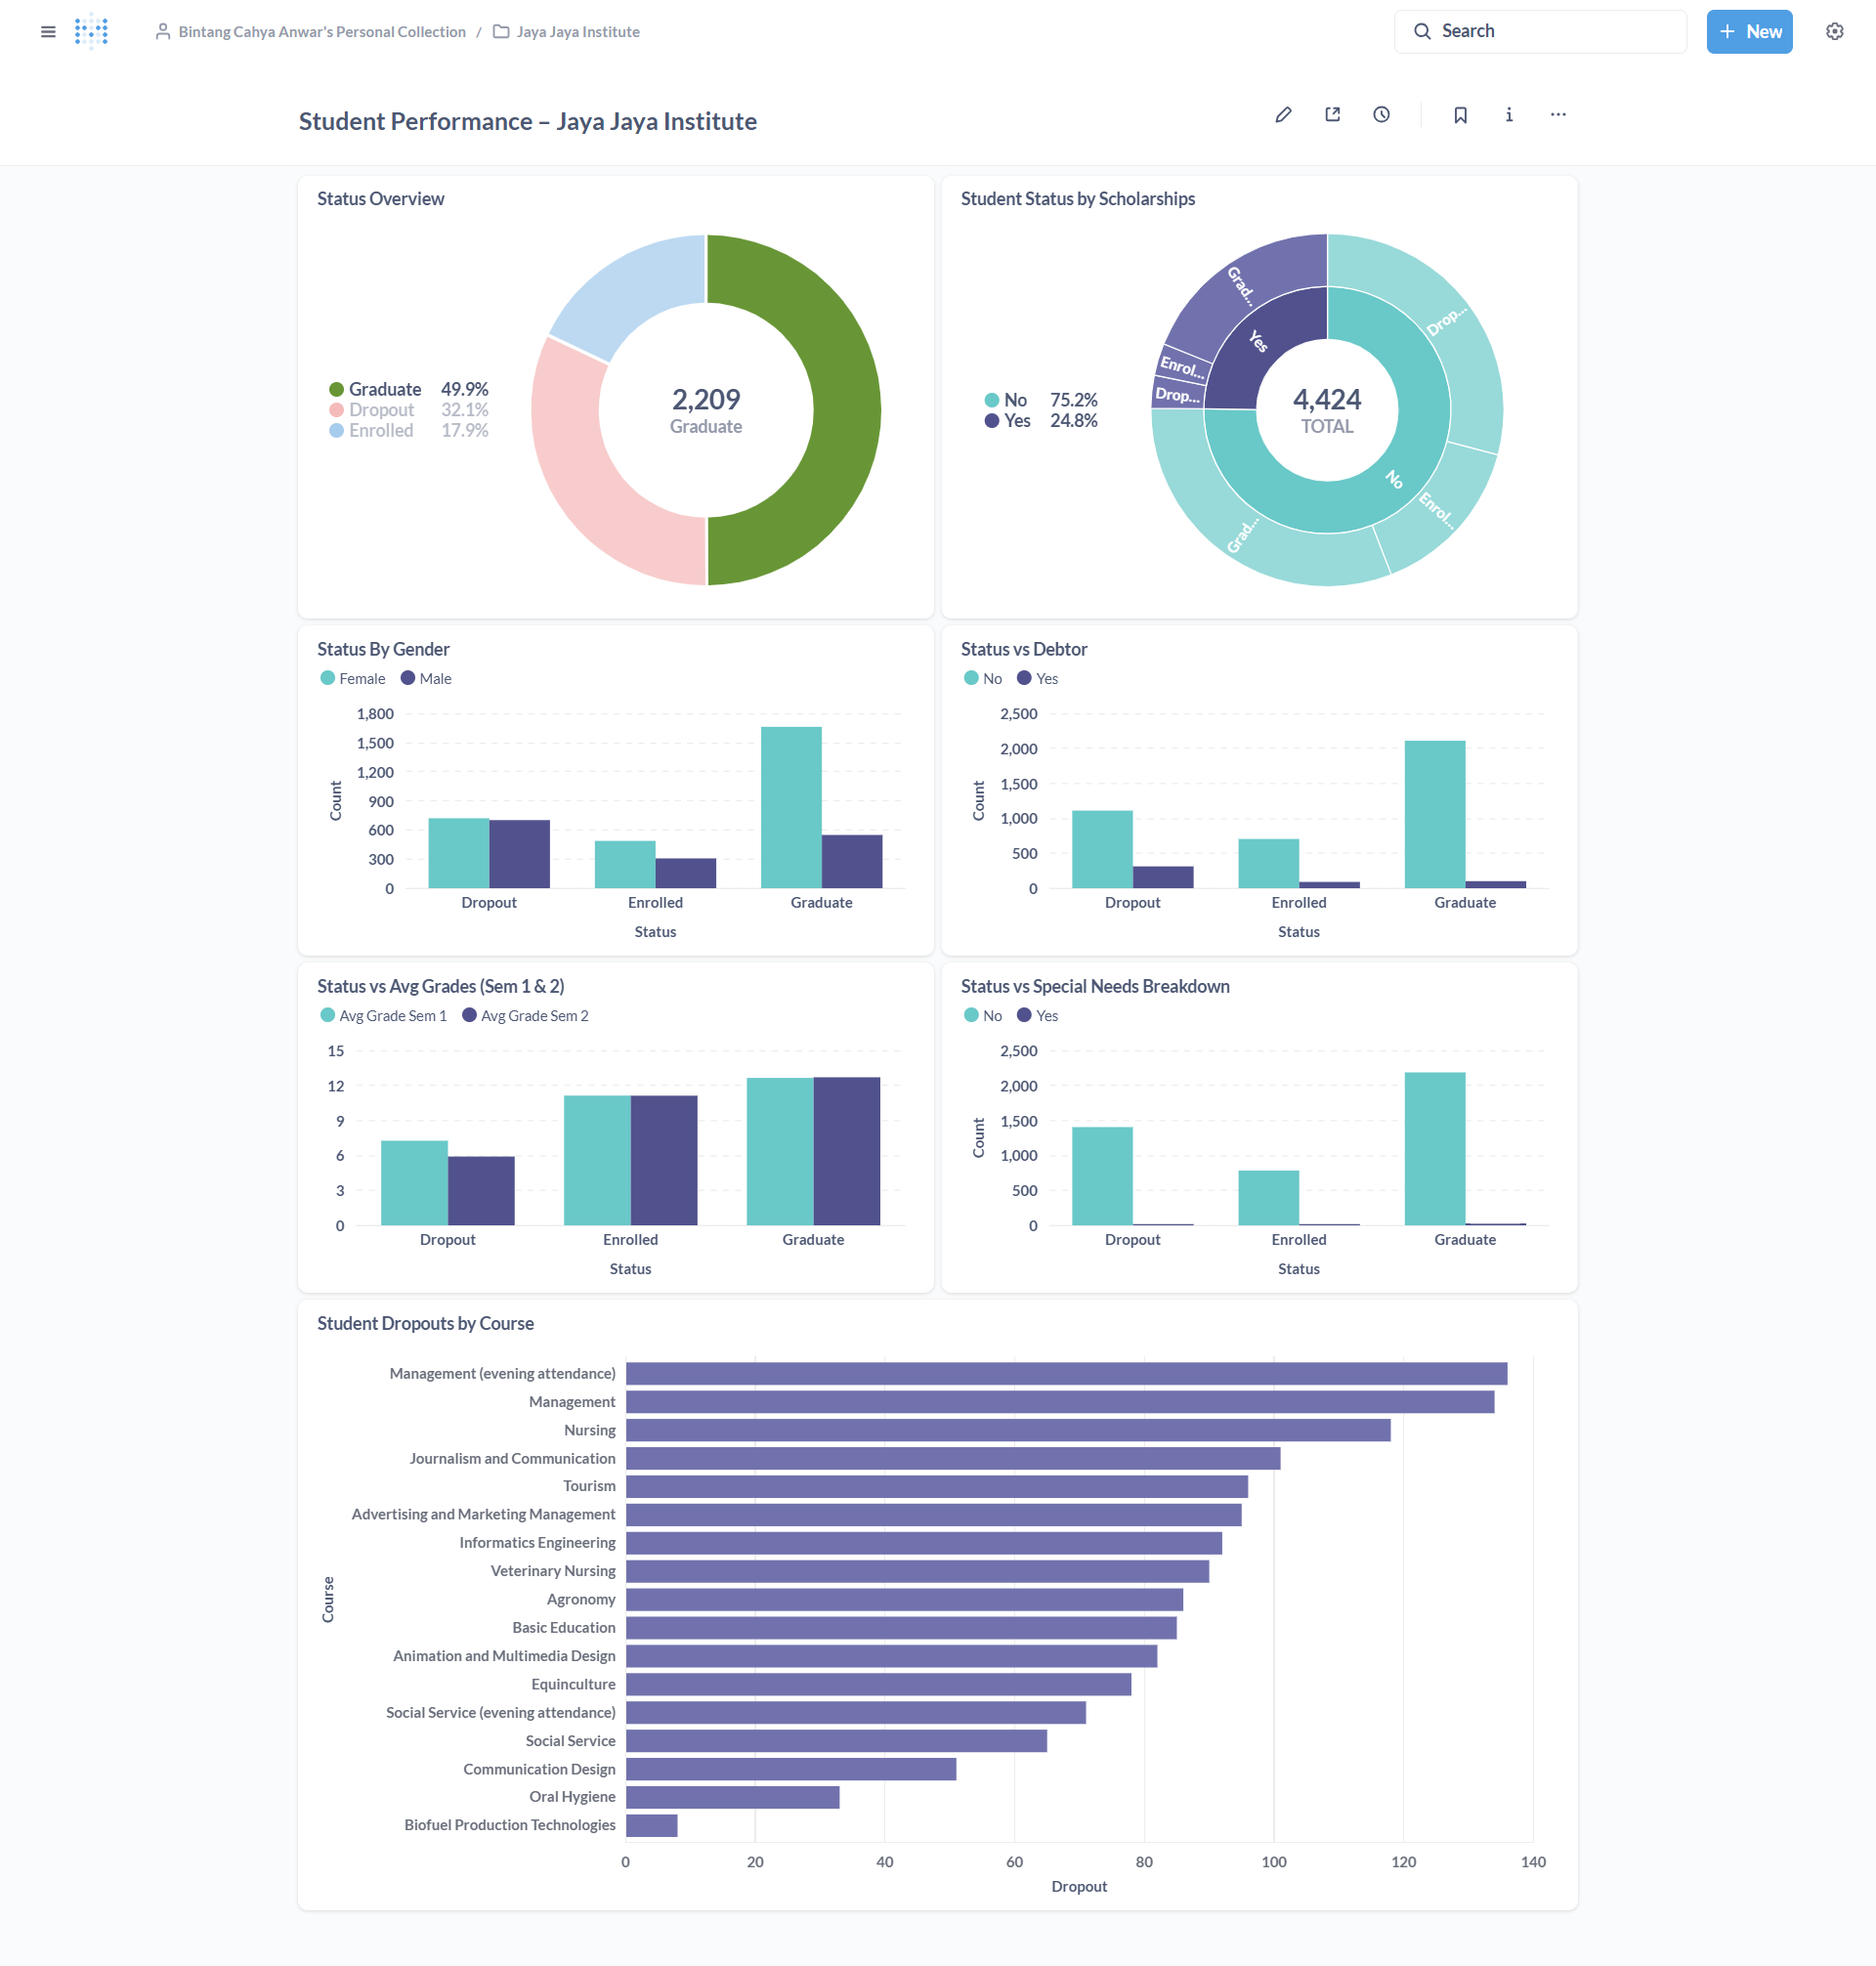 Bintang Cahya Anwar's Personal Collection / Jaya Jaya Institute
Search
+ New
Student Performance – Jaya Jaya Institute
Status Overview
Graduate 49.9%
Dropout 32.1%
Enrolled 17.9%
2,209
Graduate
Student Status by Scholarships
No 75.2%
Yes 24.8%
4,424
TOTAL
Yes
No
Grad...
Enrol...
Drop...
Drop...
Enrol...
Grad...
Status By Gender
Female Male
Count
1,800
1,500
1,200
900
600
300
0
Dropout Enrolled Graduate
Status
Status vs Debtor
No Yes
Count
2,500
2,000
1,500
1,000
500
0
Dropout Enrolled Graduate
Status
Status vs Avg Grades (Sem 1 & 2)
Avg Grade Sem 1 Avg Grade Sem 2
15
12
9
6
3
0
Dropout Enrolled Graduate
Status
Status vs Special Needs Breakdown
No Yes
Count
2,500
2,000
1,500
1,000
500
0
Dropout Enrolled Graduate
Status
Student Dropouts by Course
Course
Management (evening attendance)
Management
Nursing
Journalism and Communication
Tourism
Advertising and Marketing Management
Informatics Engineering
Veterinary Nursing
Agronomy
Basic Education
Animation and Multimedia Design
Equinculture
Social Service (evening attendance)
Social Service
Communication Design
Oral Hygiene
Biofuel Production Technologies
0 20 40 60 80 100 120 140
Dropout